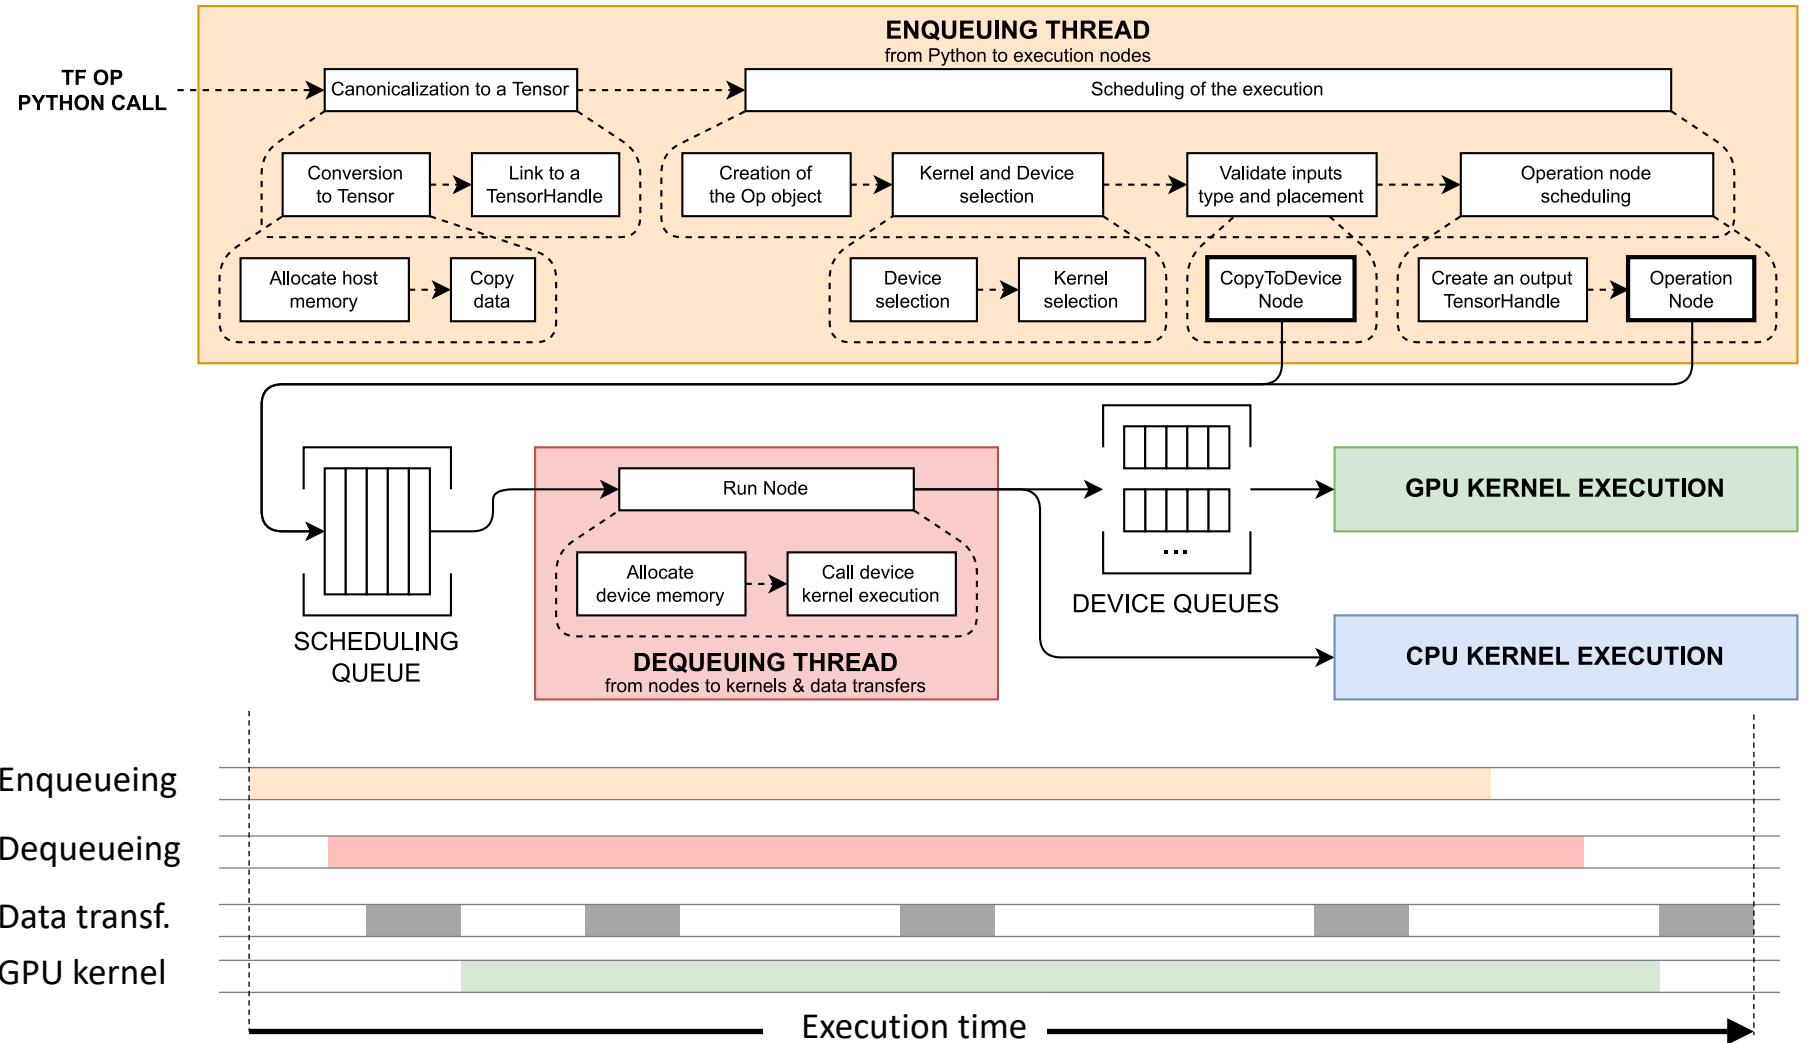 ENQUEUING THREAD
from Python to execution nodes
TF OP
PYTHON CALL
Canonicalization to a Tensor
Scheduling of the execution
Conversion
to Tensor
Link to a
TensorHandle
Creation of
the Op object
Kernel and Device
selection
Validate inputs
type and placement
Operation node
scheduling
Allocate host
memory
Copy
data
Device
selection
Kernel
selection
CopyToDevice
Node
Create an output
TensorHandle
Operation
Node
SCHEDULING
QUEUE
Run Node
Allocate
device memory
Call device
kernel execution
DEQUEUING THREAD
from nodes to kernels & data transfers
...
DEVICE QUEUES
GPU KERNEL EXECUTION
CPU KERNEL EXECUTION
Enqueueing
Dequeueing
Data transf.
GPU kernel
Execution time